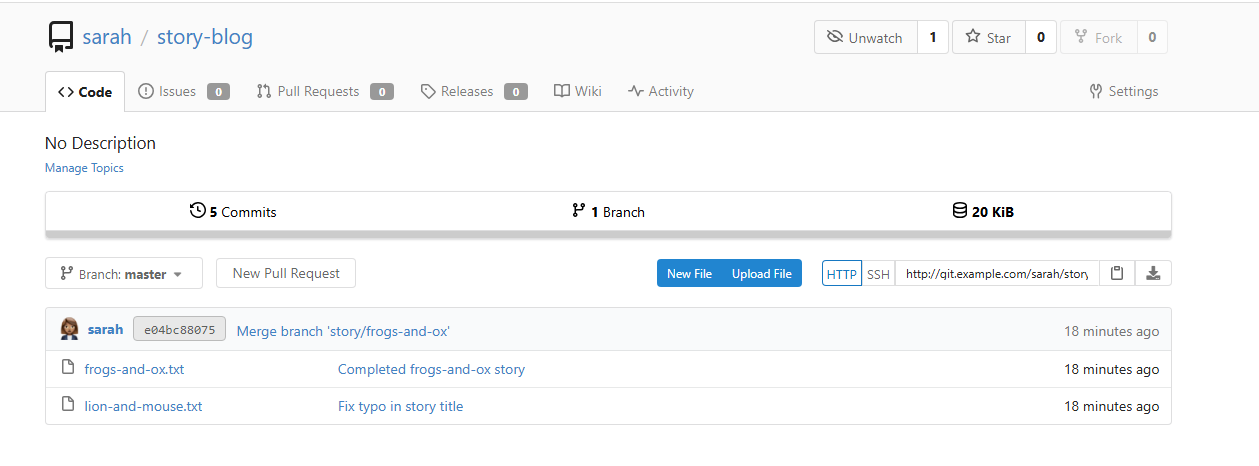 sarah / story-blog
Unwatch 1 Star 0 Fork 0
Code Issues 0 Pull Requests 0 Releases 0 Wiki Activity Settings
No Description
Manage Topics
5 Commits 1 Branch 20 KiB
Branch: master New Pull Request New File Upload File HTTP SSH http://git.example.com/sarah/story
sarah e04bc88075 Merge branch 'story/frogs-and-ox' 18 minutes ago
frogs-and-ox.txt Completed frogs-and-ox story 18 minutes ago
lion-and-mouse.txt Fix typo in story title 18 minutes ago